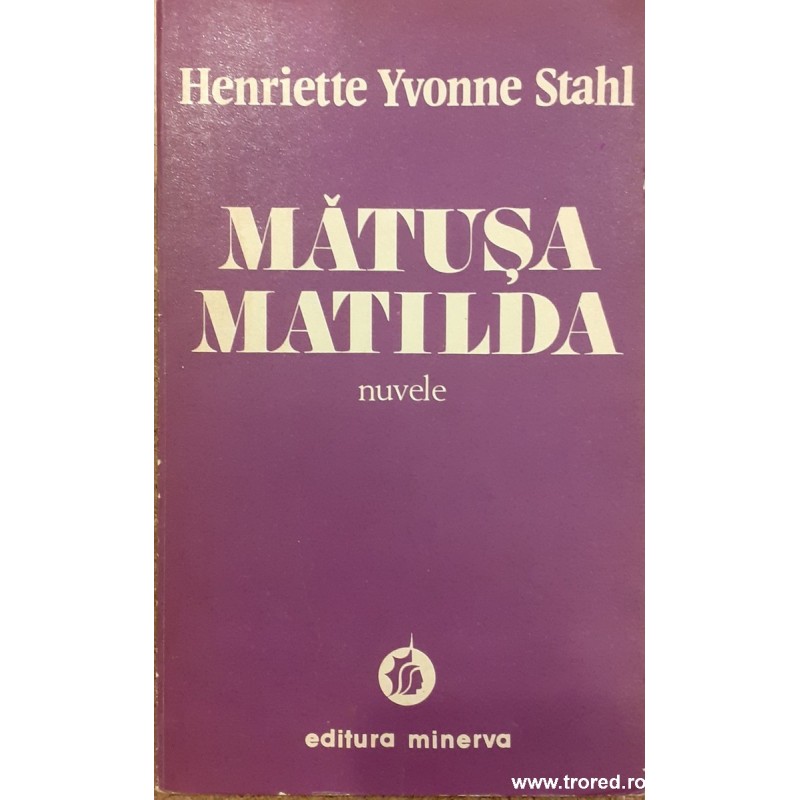 Henriette Yvonne Stahl
MĂTUȘA
MATILDA
nuvele
editura minerva
www.trored.ro